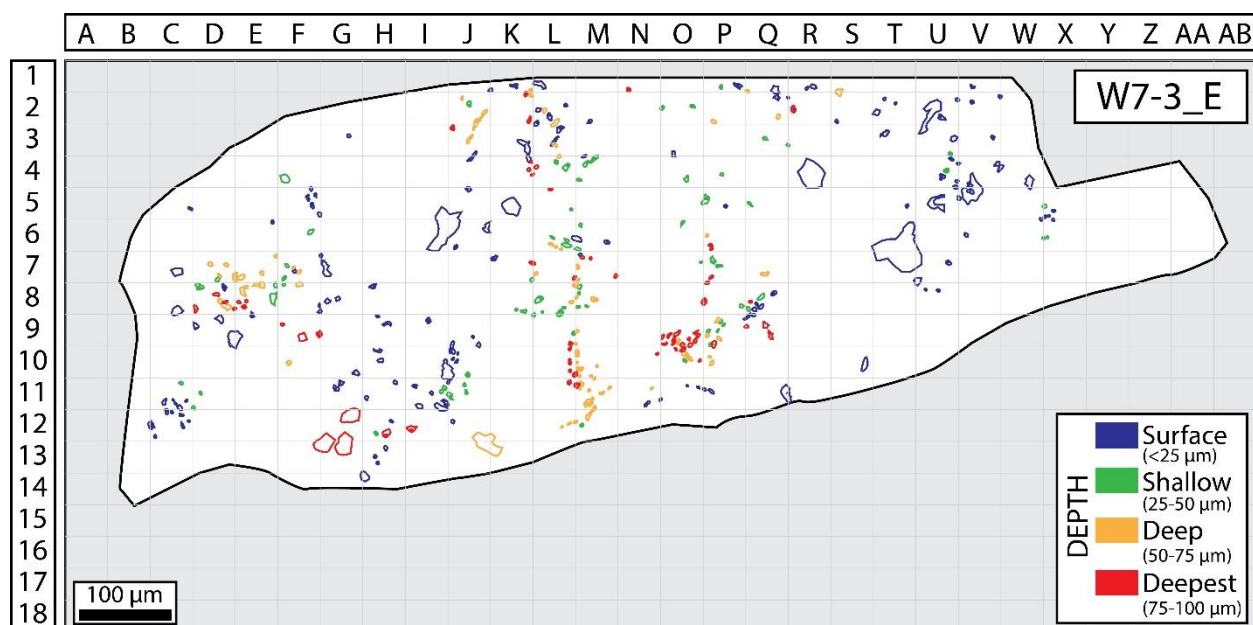 A B C D E F G H I J K L M N O P Q R S T U V W X Y Z AA AB
1
2
3
4
5
6
7
8
9
10
11
12
13
14
15
16
17
18
W7-3_E
DEPTH
Surface
(<25 µm)
Shallow
(25-50 µm)
Deep
(50-75 µm)
Deepest
(75-100 µm)
100 µm